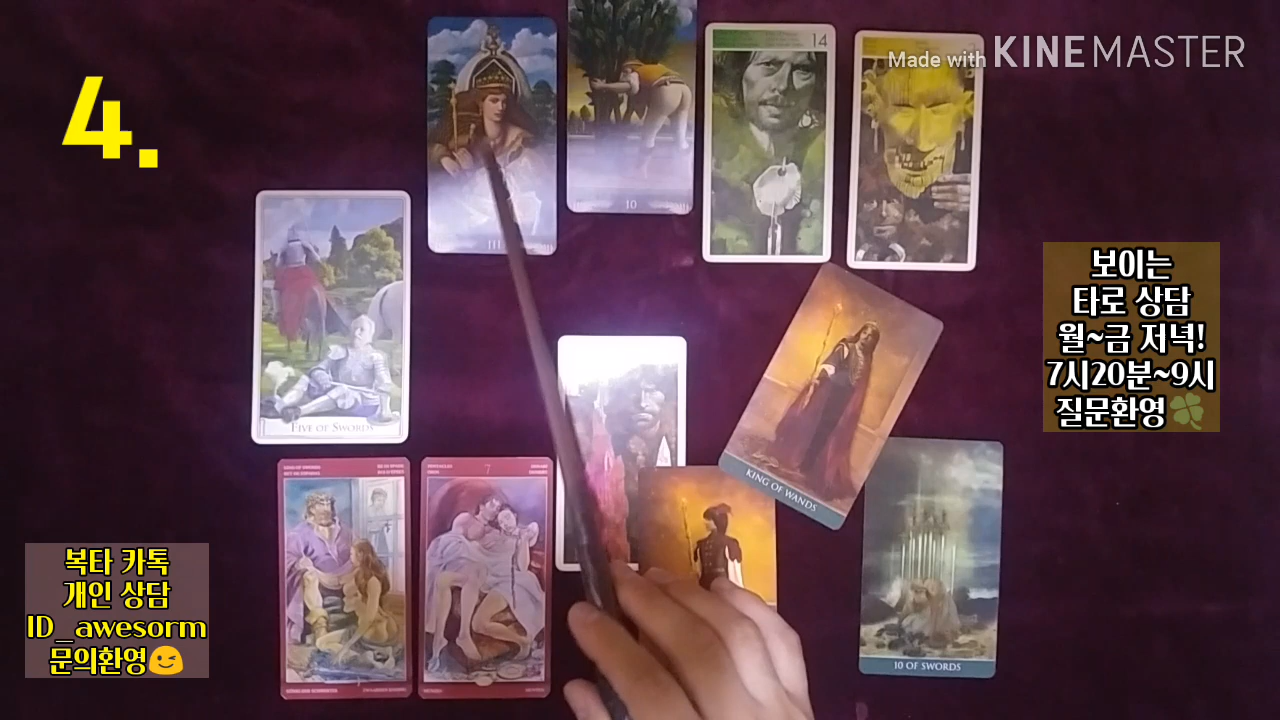 4.
Made with KINEMASTER
14
10
III
FIVE OF SWORDS
보이는
타로 상담
월~금 저녁!
7시20분~9시
질문환영🍀
KING OF WANDS
7
10 OF SWORDS
복타 카톡
개인 상담
ID_awesorm
문의환영😉